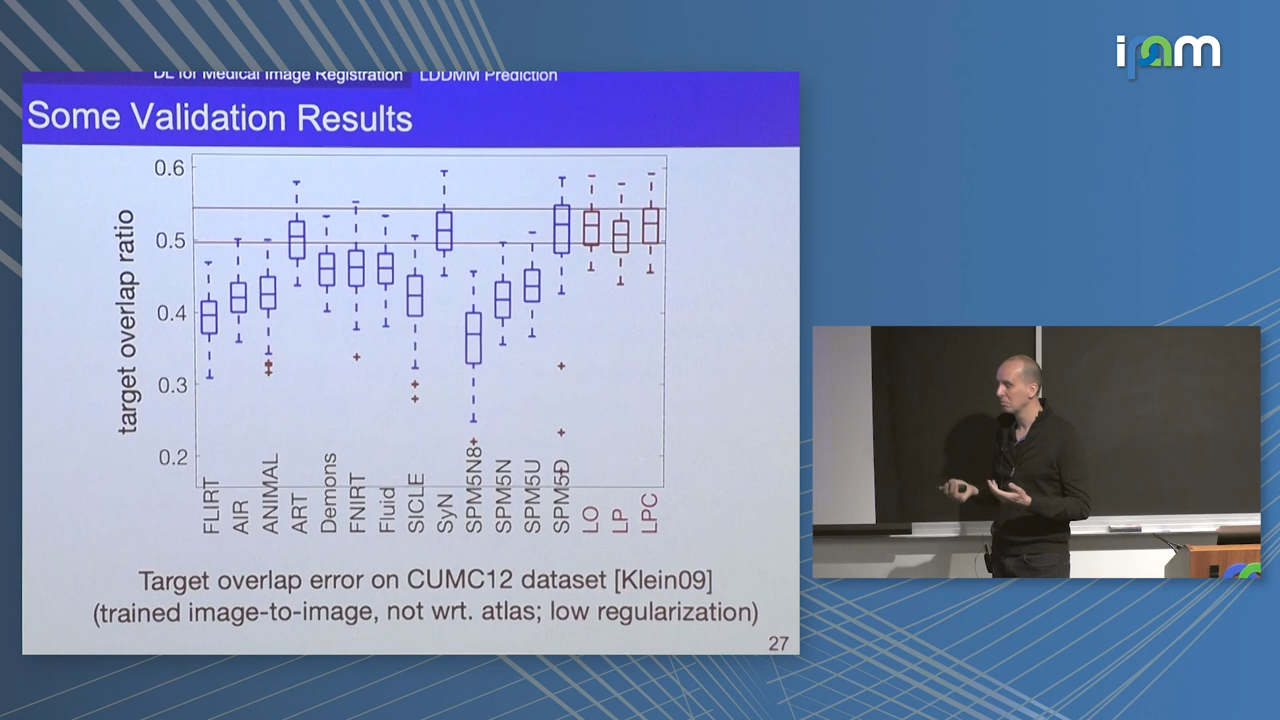 ipam
DL for Medical Image Registration LDDMM Prediction
Some Validation Results
target overlap ratio
0.6
0.5
0.4
0.3
0.2
FLIRT
AIR
ANIMAL
ART
Demons
FNIRT
Fluid
SICLE
SyN
SPM5N8
SPM5N
SPM5U
SPM5D
LO
LP
LPC
Target overlap error on CUMC12 dataset [Klein09]
(trained image-to-image, not wrt. atlas; low regularization)
27